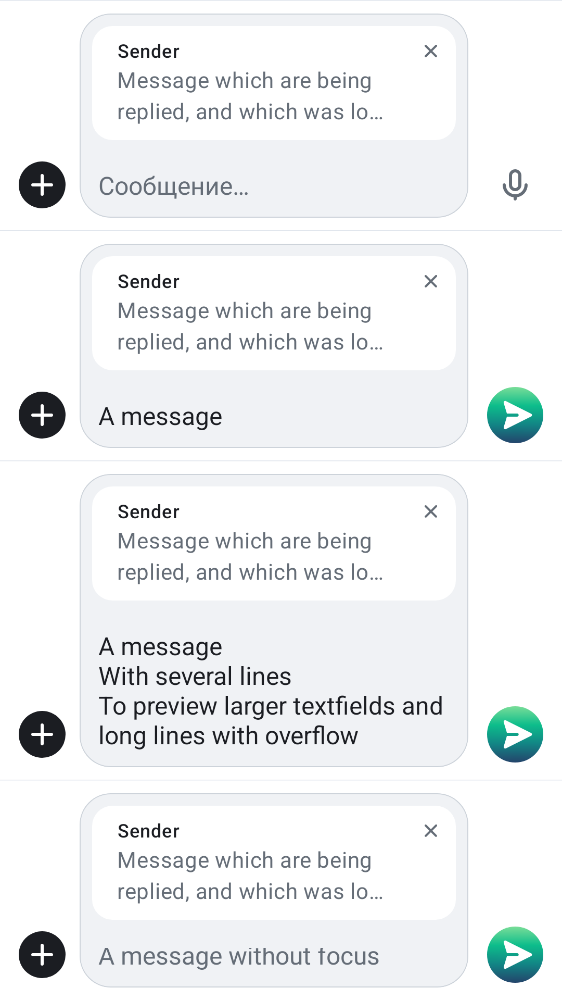 Sender
Message which are being
replied, and which was lo…
Сообщение…
Sender
Message which are being
replied, and which was lo…
A message
Sender
Message which are being
replied, and which was lo…
A message
With several lines
To preview larger textfields and
long lines with overflow
Sender
Message which are being
replied, and which was lo…
A message without focus